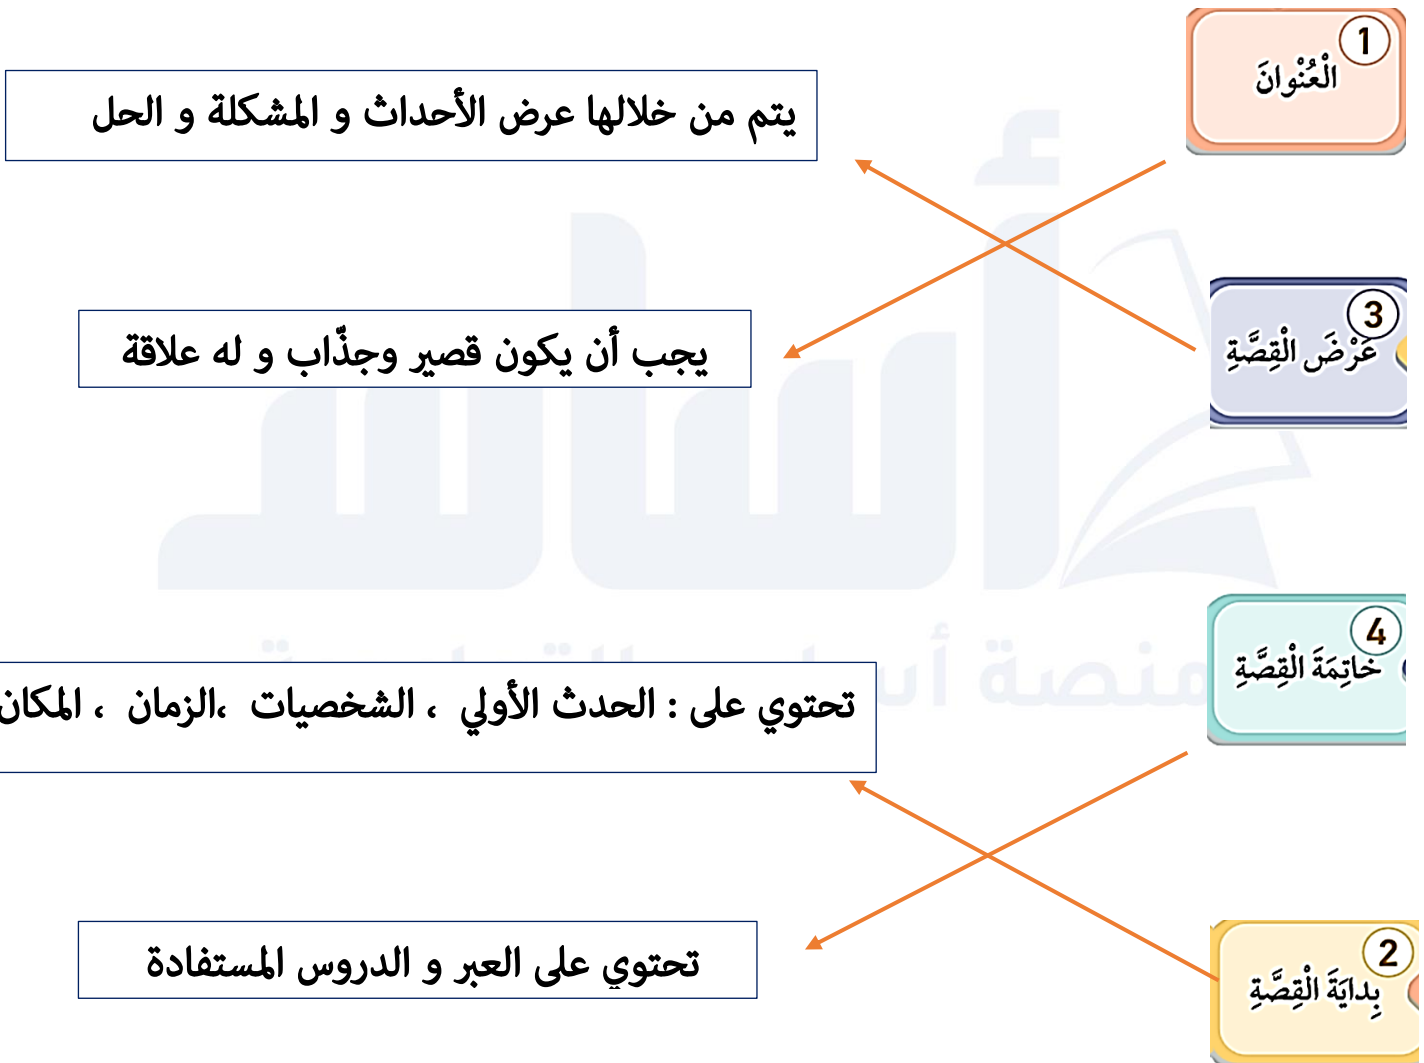 1
الْعُنْوانَ
يتم من خلالها عرض الأحداث و المشكلة و الحل
3
عَرْضَ الْقِصَّةِ
يجب أن يكون قصير وجذّاب و له علاقة
4
خاتِمَةَ الْقِصَّةِ
تحتوي على : الحدث الأولي ، الشخصيات ،الزمان ، المكان
2
بِدايَةَ الْقِصَّةِ
تحتوي على العبر و الدروس المستفادة
أساس
منصة